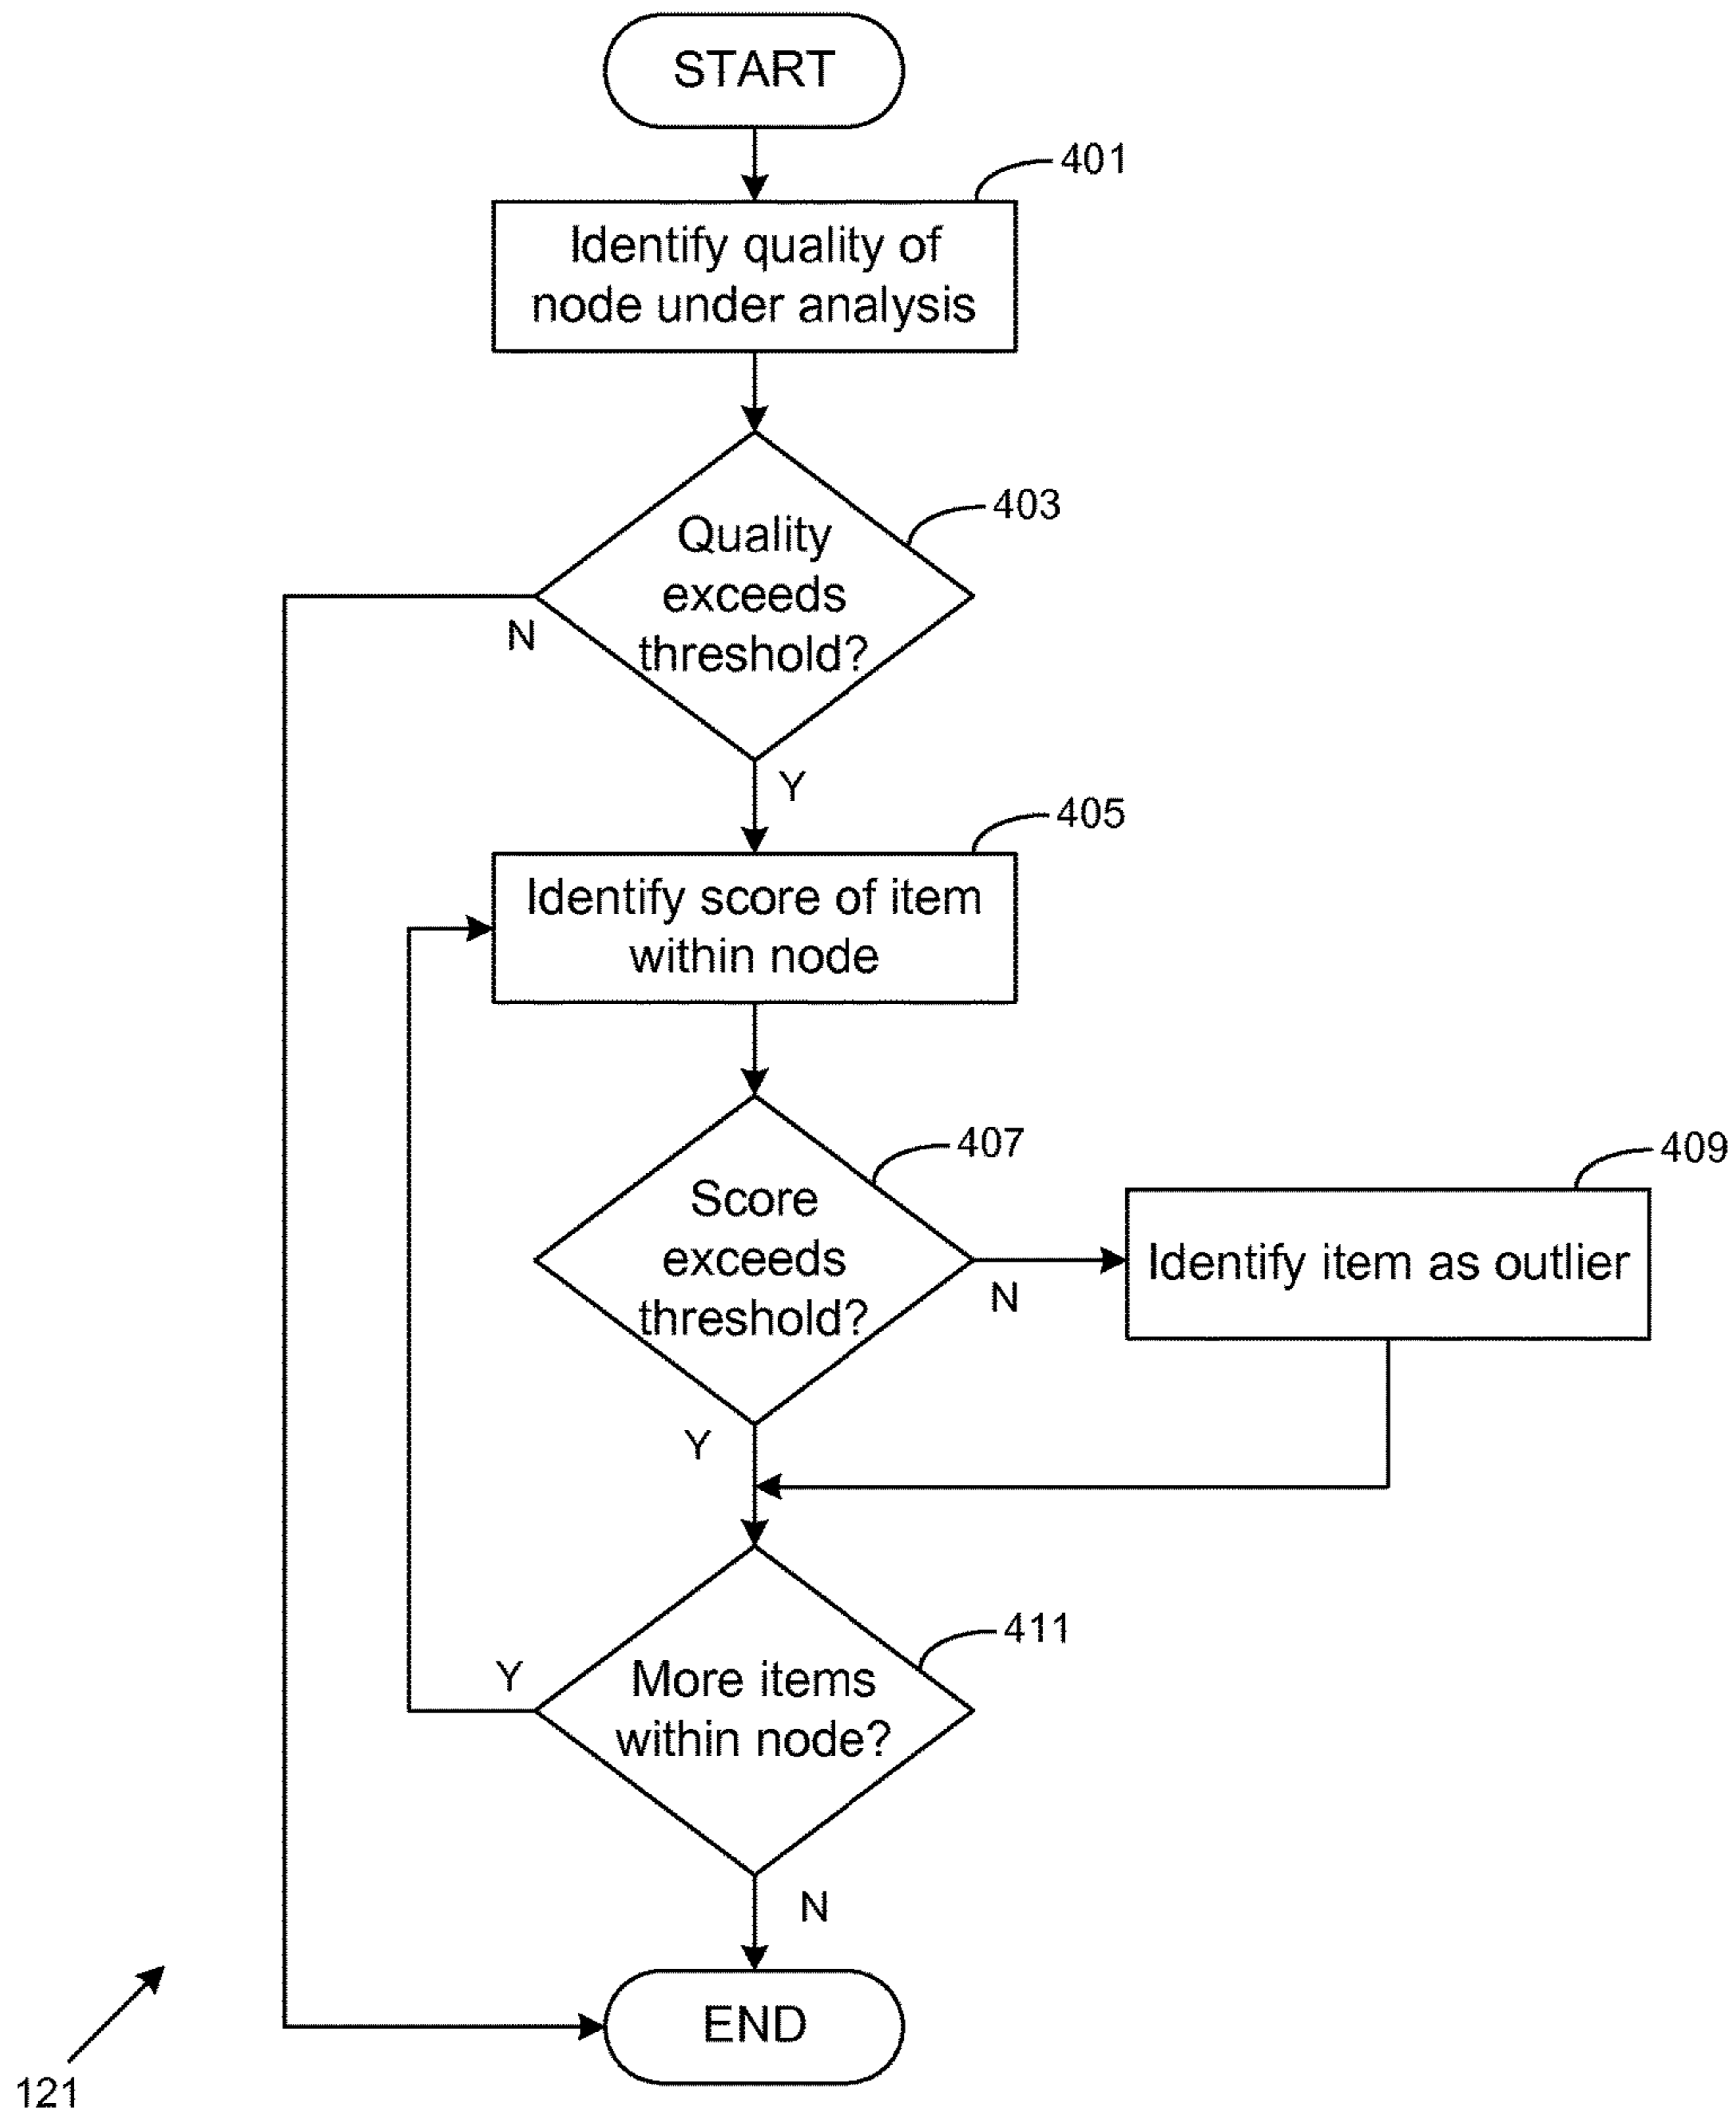 START
401
Identify quality of
node under analysis
403
Quality
exceeds
threshold?
N
Y
405
Identify score of item
within node
407
409
Score
exceeds
threshold?
N
Identify item as outlier
Y
411
Y
More items
within node?
N
END
121